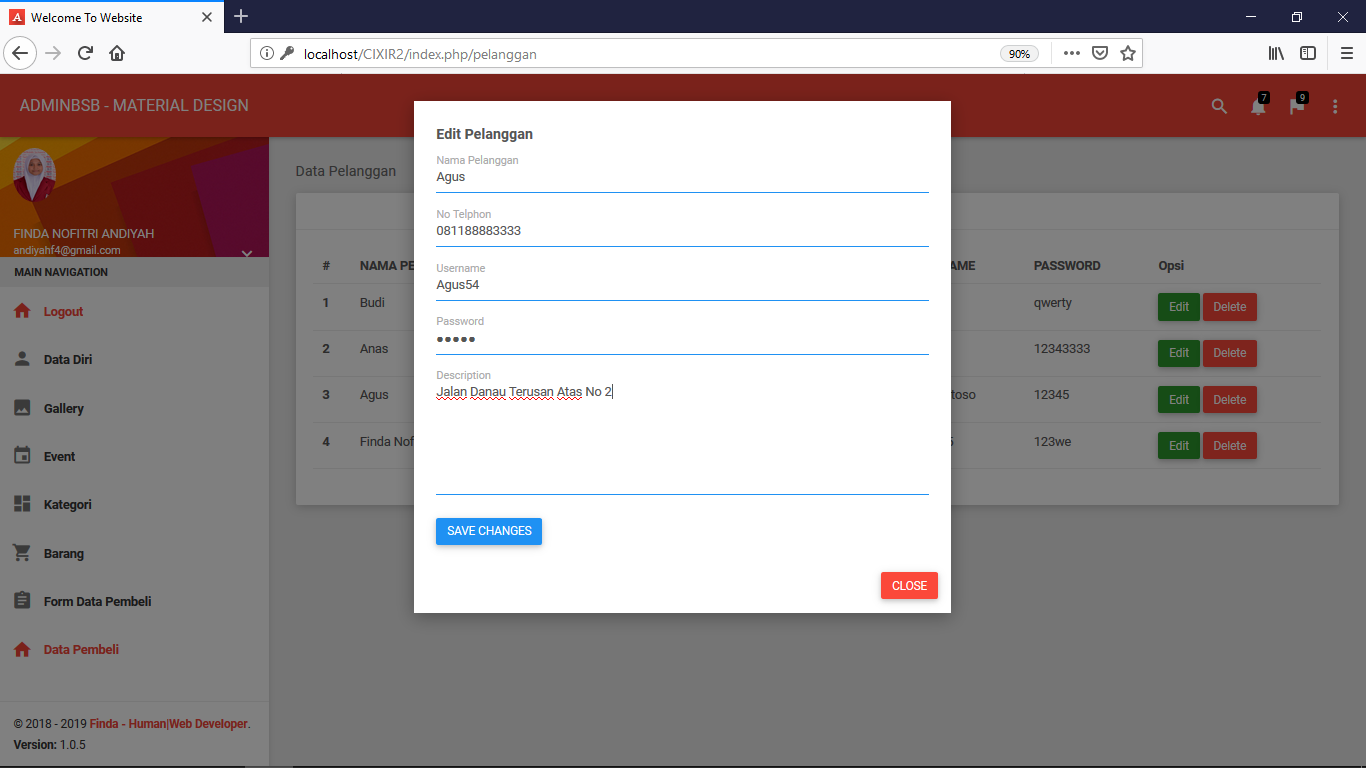 Welcome To Website
localhost/CIXIR2/index.php/pelanggan
90%
ADMINBSB - MATERIAL DESIGN
7
9
FINDA NOFITRI ANDIYAH
andiyahf4@gmail.com
MAIN NAVIGATION
Logout
Data Diri
Gallery
Event
Kategori
Barang
Form Data Pembeli
Data Pembeli
© 2018 - 2019 Finda - Human|Web Developer.
Version: 1.0.5
Data Pelanggan
# NAMA PE AME PASSWORD Opsi
1 Budi qwerty Edit Delete
2 Anas 12343333 Edit Delete
3 Agus toso 12345 Edit Delete
4 Finda Nof 123we Edit Delete
Edit Pelanggan
Nama Pelanggan
Agus
No Telphon
081188883333
Username
Agus54
Password
●●●●●
Description
Jalan Danau Terusan Atas No 2
SAVE CHANGES
CLOSE